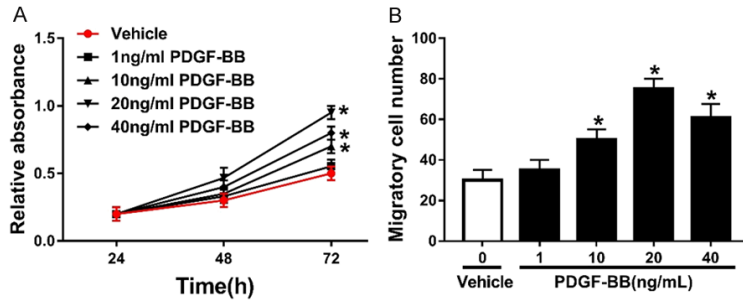 A
Vehicle
1ng/ml PDGF-BB
10ng/ml PDGF-BB
20ng/ml PDGF-BB
40ng/ml PDGF-BB
Relative absorbance
1.5
1.0
0.5
0.0
*
*
*
24 48 72
Time(h)
B
Migratory cell number
100
80
60
40
20
0
* * *
0 1 10 20 40
Vehicle PDGF-BB(ng/mL)